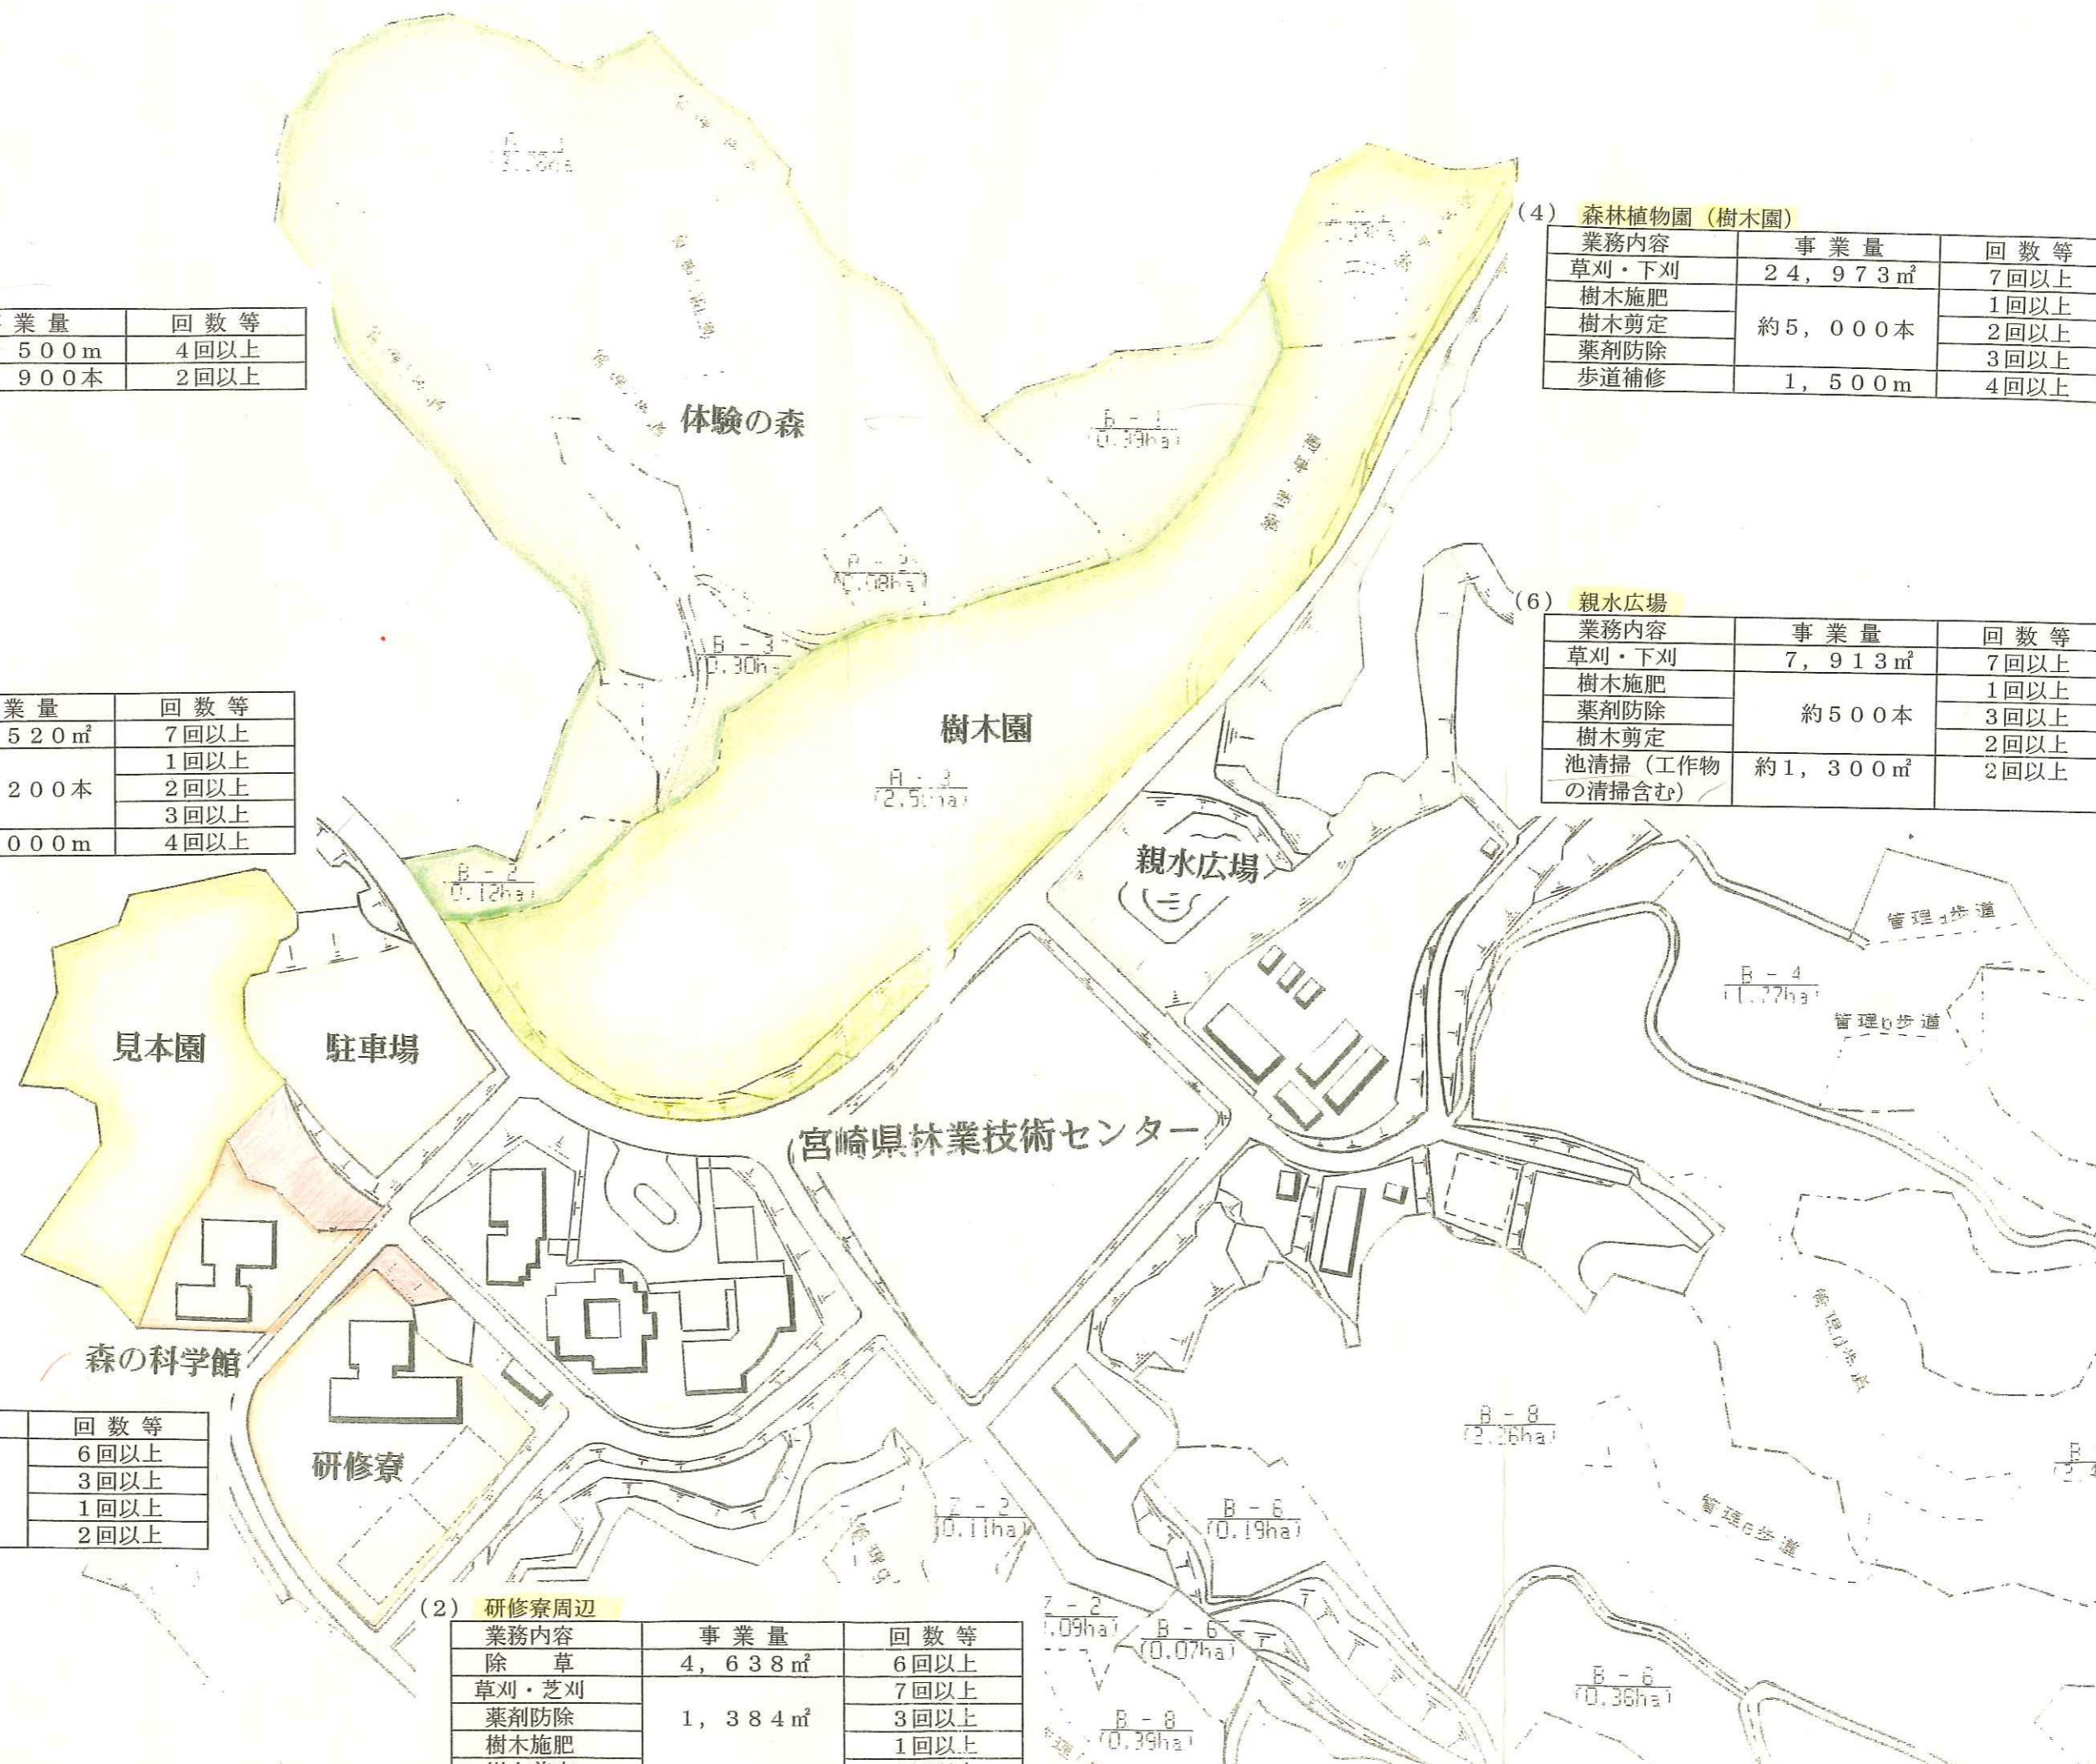 (4) 森林植物園（樹木園）
業務内容 事業量 回数等
草刈・下刈 24,973㎡ 7回以上
樹木施肥 約5,000本 1回以上
樹木剪定 2回以上
薬剤防除 3回以上
歩道補修 1,500m 4回以上
業量 回数等
500m 4回以上
900本 2回以上
体験の森
B-1
(0.39ha)
(6) 親水広場
業務内容 事業量 回数等
草刈・下刈 7,913㎡ 7回以上
樹木施肥 約500本 1回以上
薬剤防除 3回以上
樹木剪定 2回以上
池清掃（工作物の清掃含む） 約1,300㎡ 2回以上
B-3
業量 回数等
520㎡ 7回以上
1回以上
200本 2回以上
3回以上
000m 4回以上
樹木園
A-3
親水広場
B-2
(0.12ha)
管理a歩道
B-4
管理b歩道
見本園
駐車場
宮崎県林業技術センター
森の科学館
回数等
6回以上
3回以上
1回以上
2回以上
研修寮
B-8
(2.26ha)
管理e歩道
Z-2
(0.11ha)
B-6
(0.19ha)
(2) 研修寮周辺
業務内容 事業量 回数等
除草 4,638㎡ 6回以上
草刈・芝刈 1,384㎡ 7回以上
薬剤防除 3回以上
樹木施肥 1回以上
Z-2
.09ha)
B-6
(0.07ha)
B-6
(0.36ha)
B-8
(0.39ha)